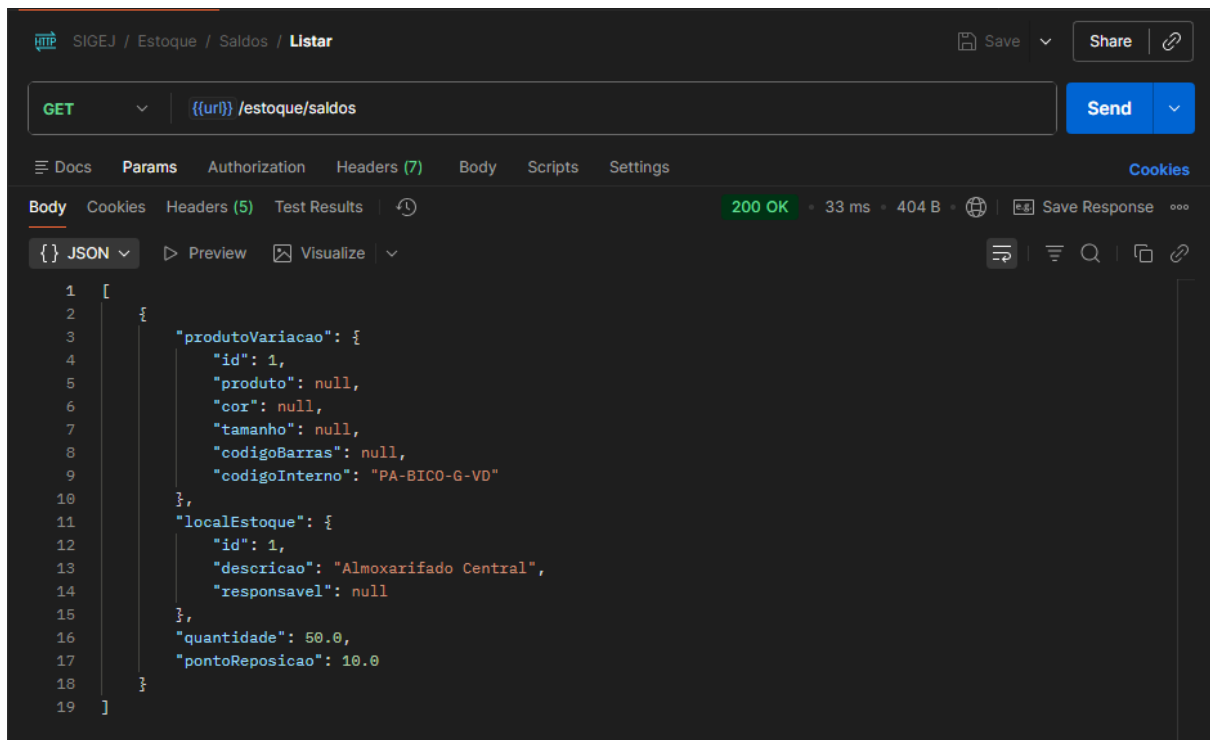 HTTP SIGEJ / Estoque / Saldos / Listar Save Share
GET {{url}} /estoque/saldos Send
Docs Params Authorization Headers (7) Body Scripts Settings Cookies
Body Cookies Headers (5) Test Results 200 OK • 33 ms • 404 B • e.g. Save Response
{ } JSON Preview Visualize
1 [
2 {
3 "produtoVariacao": {
4 "id": 1,
5 "produto": null,
6 "cor": null,
7 "tamanho": null,
8 "codigoBarras": null,
9 "codigoInterno": "PA-BICO-G-VD"
10 },
11 "localEstoque": {
12 "id": 1,
13 "descricao": "Almoxarifado Central",
14 "responsavel": null
15 },
16 "quantidade": 50.0,
17 "pontoReposicao": 10.0
18 }
19 ]